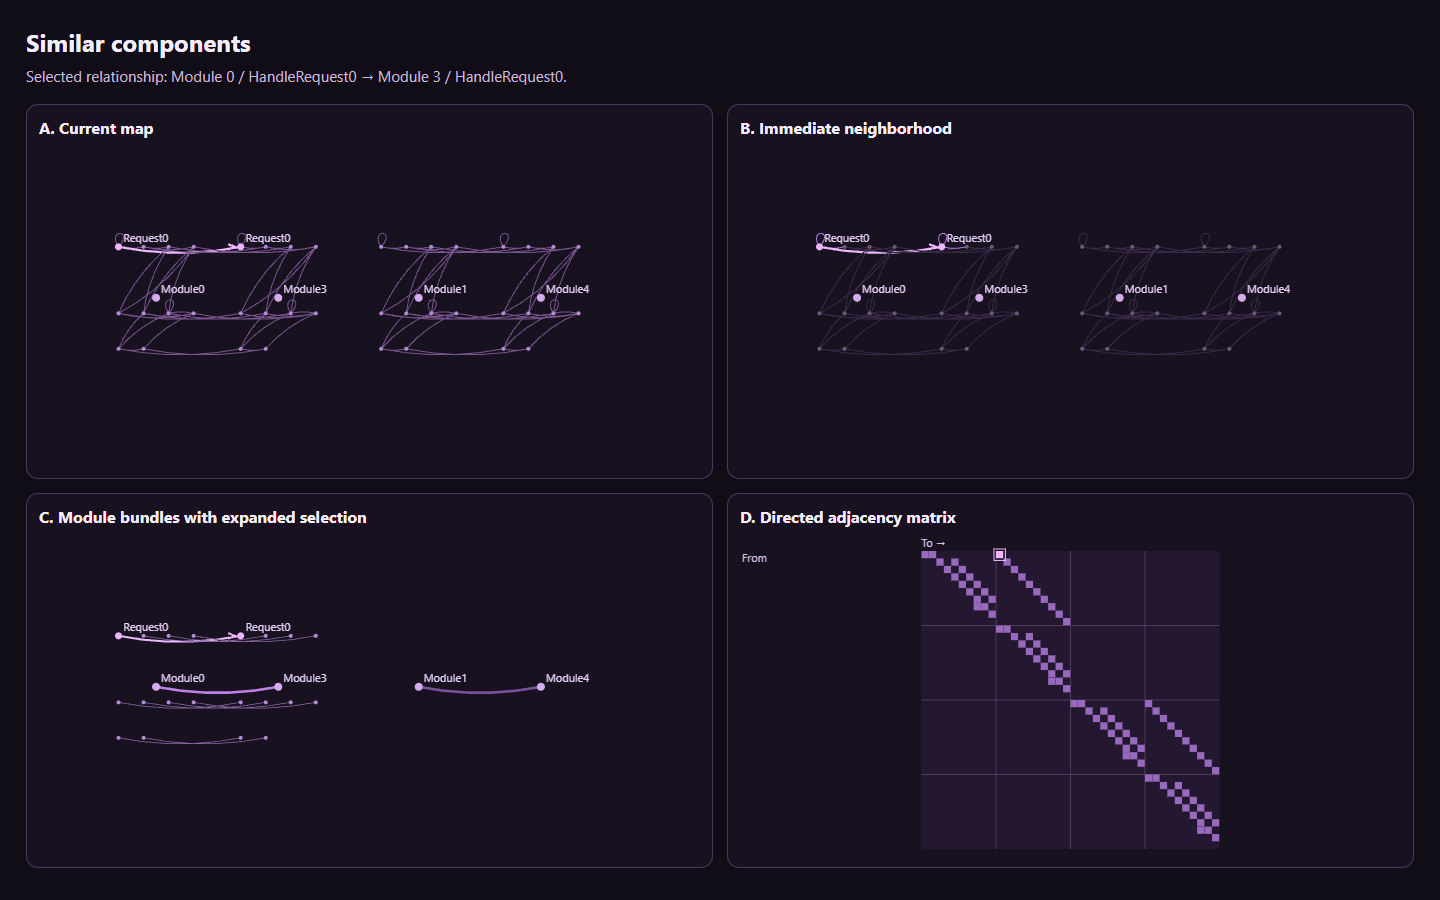 Similar components
Selected relationship: Module 0 / HandleRequest0 → Module 3 / HandleRequest0.
A. Current map
Request0 Request0
Module0 Module3 Module1 Module4
B. Immediate neighborhood
Request0 Request0
Module0 Module3 Module1 Module4
C. Module bundles with expanded selection
Request0 Request0
Module0 Module3 Module1 Module4
D. Directed adjacency matrix
To →
From